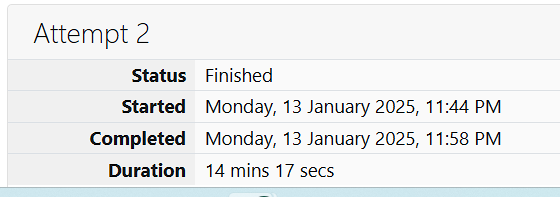 Attempt 2
Status Finished
Started Monday, 13 January 2025, 11:44 PM
Completed Monday, 13 January 2025, 11:58 PM
Duration 14 mins 17 secs